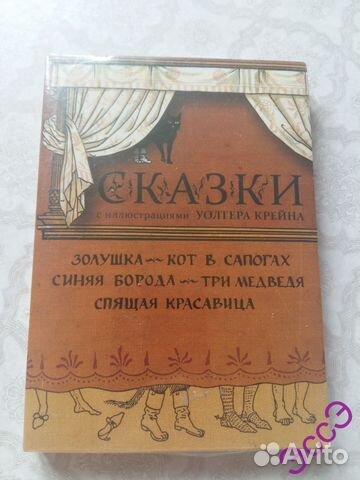 СКАЗКИ
с иллюстрациями УОЛТЕРА КРЕЙНА
ЗОЛУШКА ~ КОТ В САПОГАХ
СИНЯЯ БОРОДА ~ ТРИ МЕДВЕДЯ
СПЯЩАЯ КРАСАВИЦА
Avito